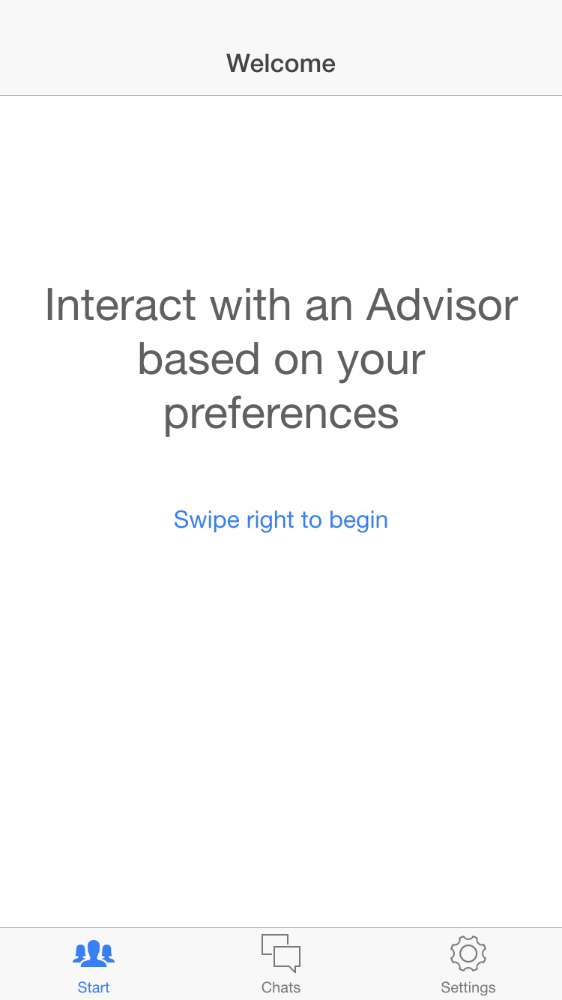 Welcome
Interact with an Advisor
based on your
preferences
Swipe right to begin
Start
Chats
Settings